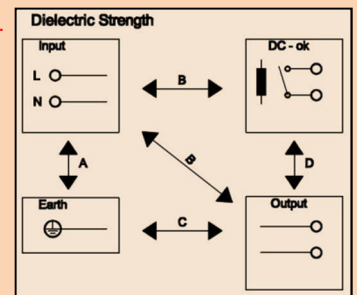 Dielectric Strength
Input
DC - ok
L
N
B
A
B
D
Earth
C
Output